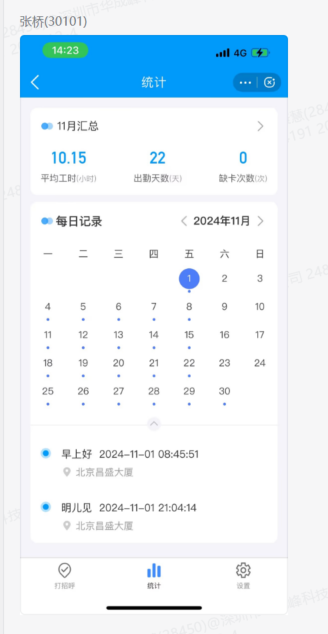 张桥(30101)
14:23
4G
统计
11月汇总
10.15 22 0
平均工时(小时) 出勤天数(天) 缺卡次数(次)
每日记录 2024年11月
一 二 三 四 五 六 日
1 2 3
4 5 6 7 8 9 10
11 12 13 14 15 16 17
18 19 20 21 22 23 24
25 26 27 28 29 30
早上好 2024-11-01 08:45:51
北京昌盛大厦
明儿见 2024-11-01 21:04:14
北京昌盛大厦
打招呼 统计 设置